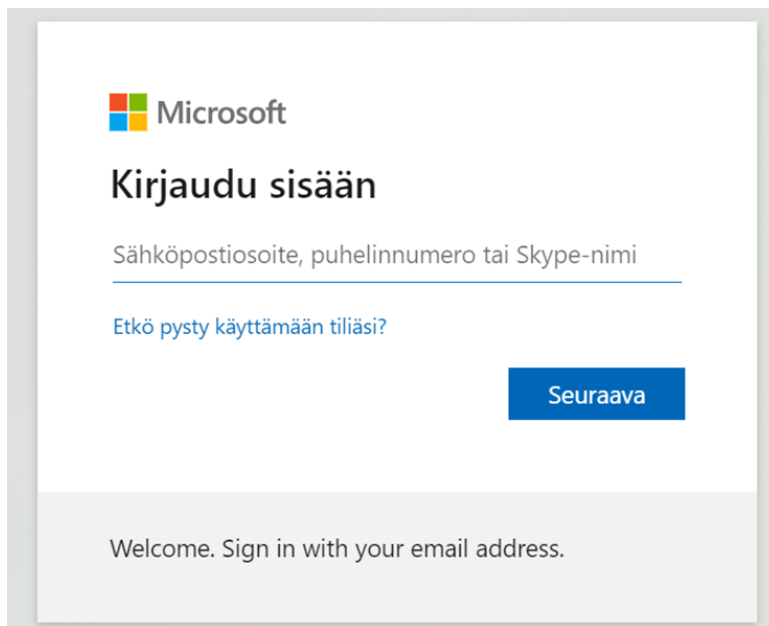 Microsoft
Kirjaudu sisään
Sähköpostiosoite, puhelinnumero tai Skype-nimi
Etkö pysty käyttämään tiliäsi?
Seuraava
Welcome. Sign in with your email address.